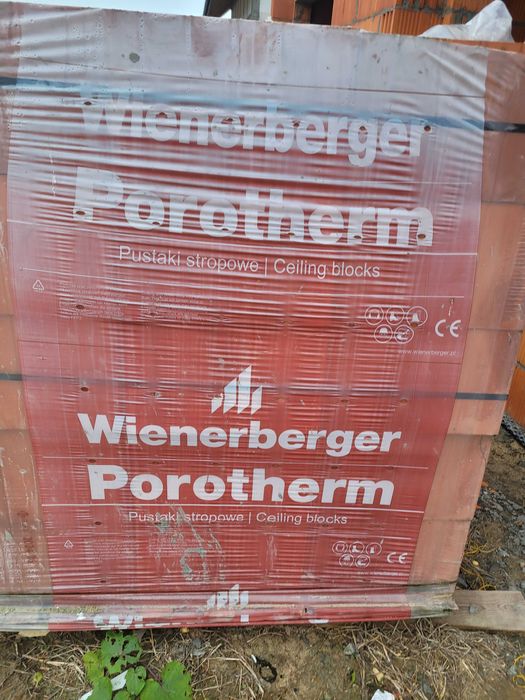 Wienerberger
Porotherm
Pustaki stropowe | Ceiling blocks
CE
www.wienerberger.pl
Wienerberger
Porotherm
Pustaki stropowe | Ceiling blocks
CE